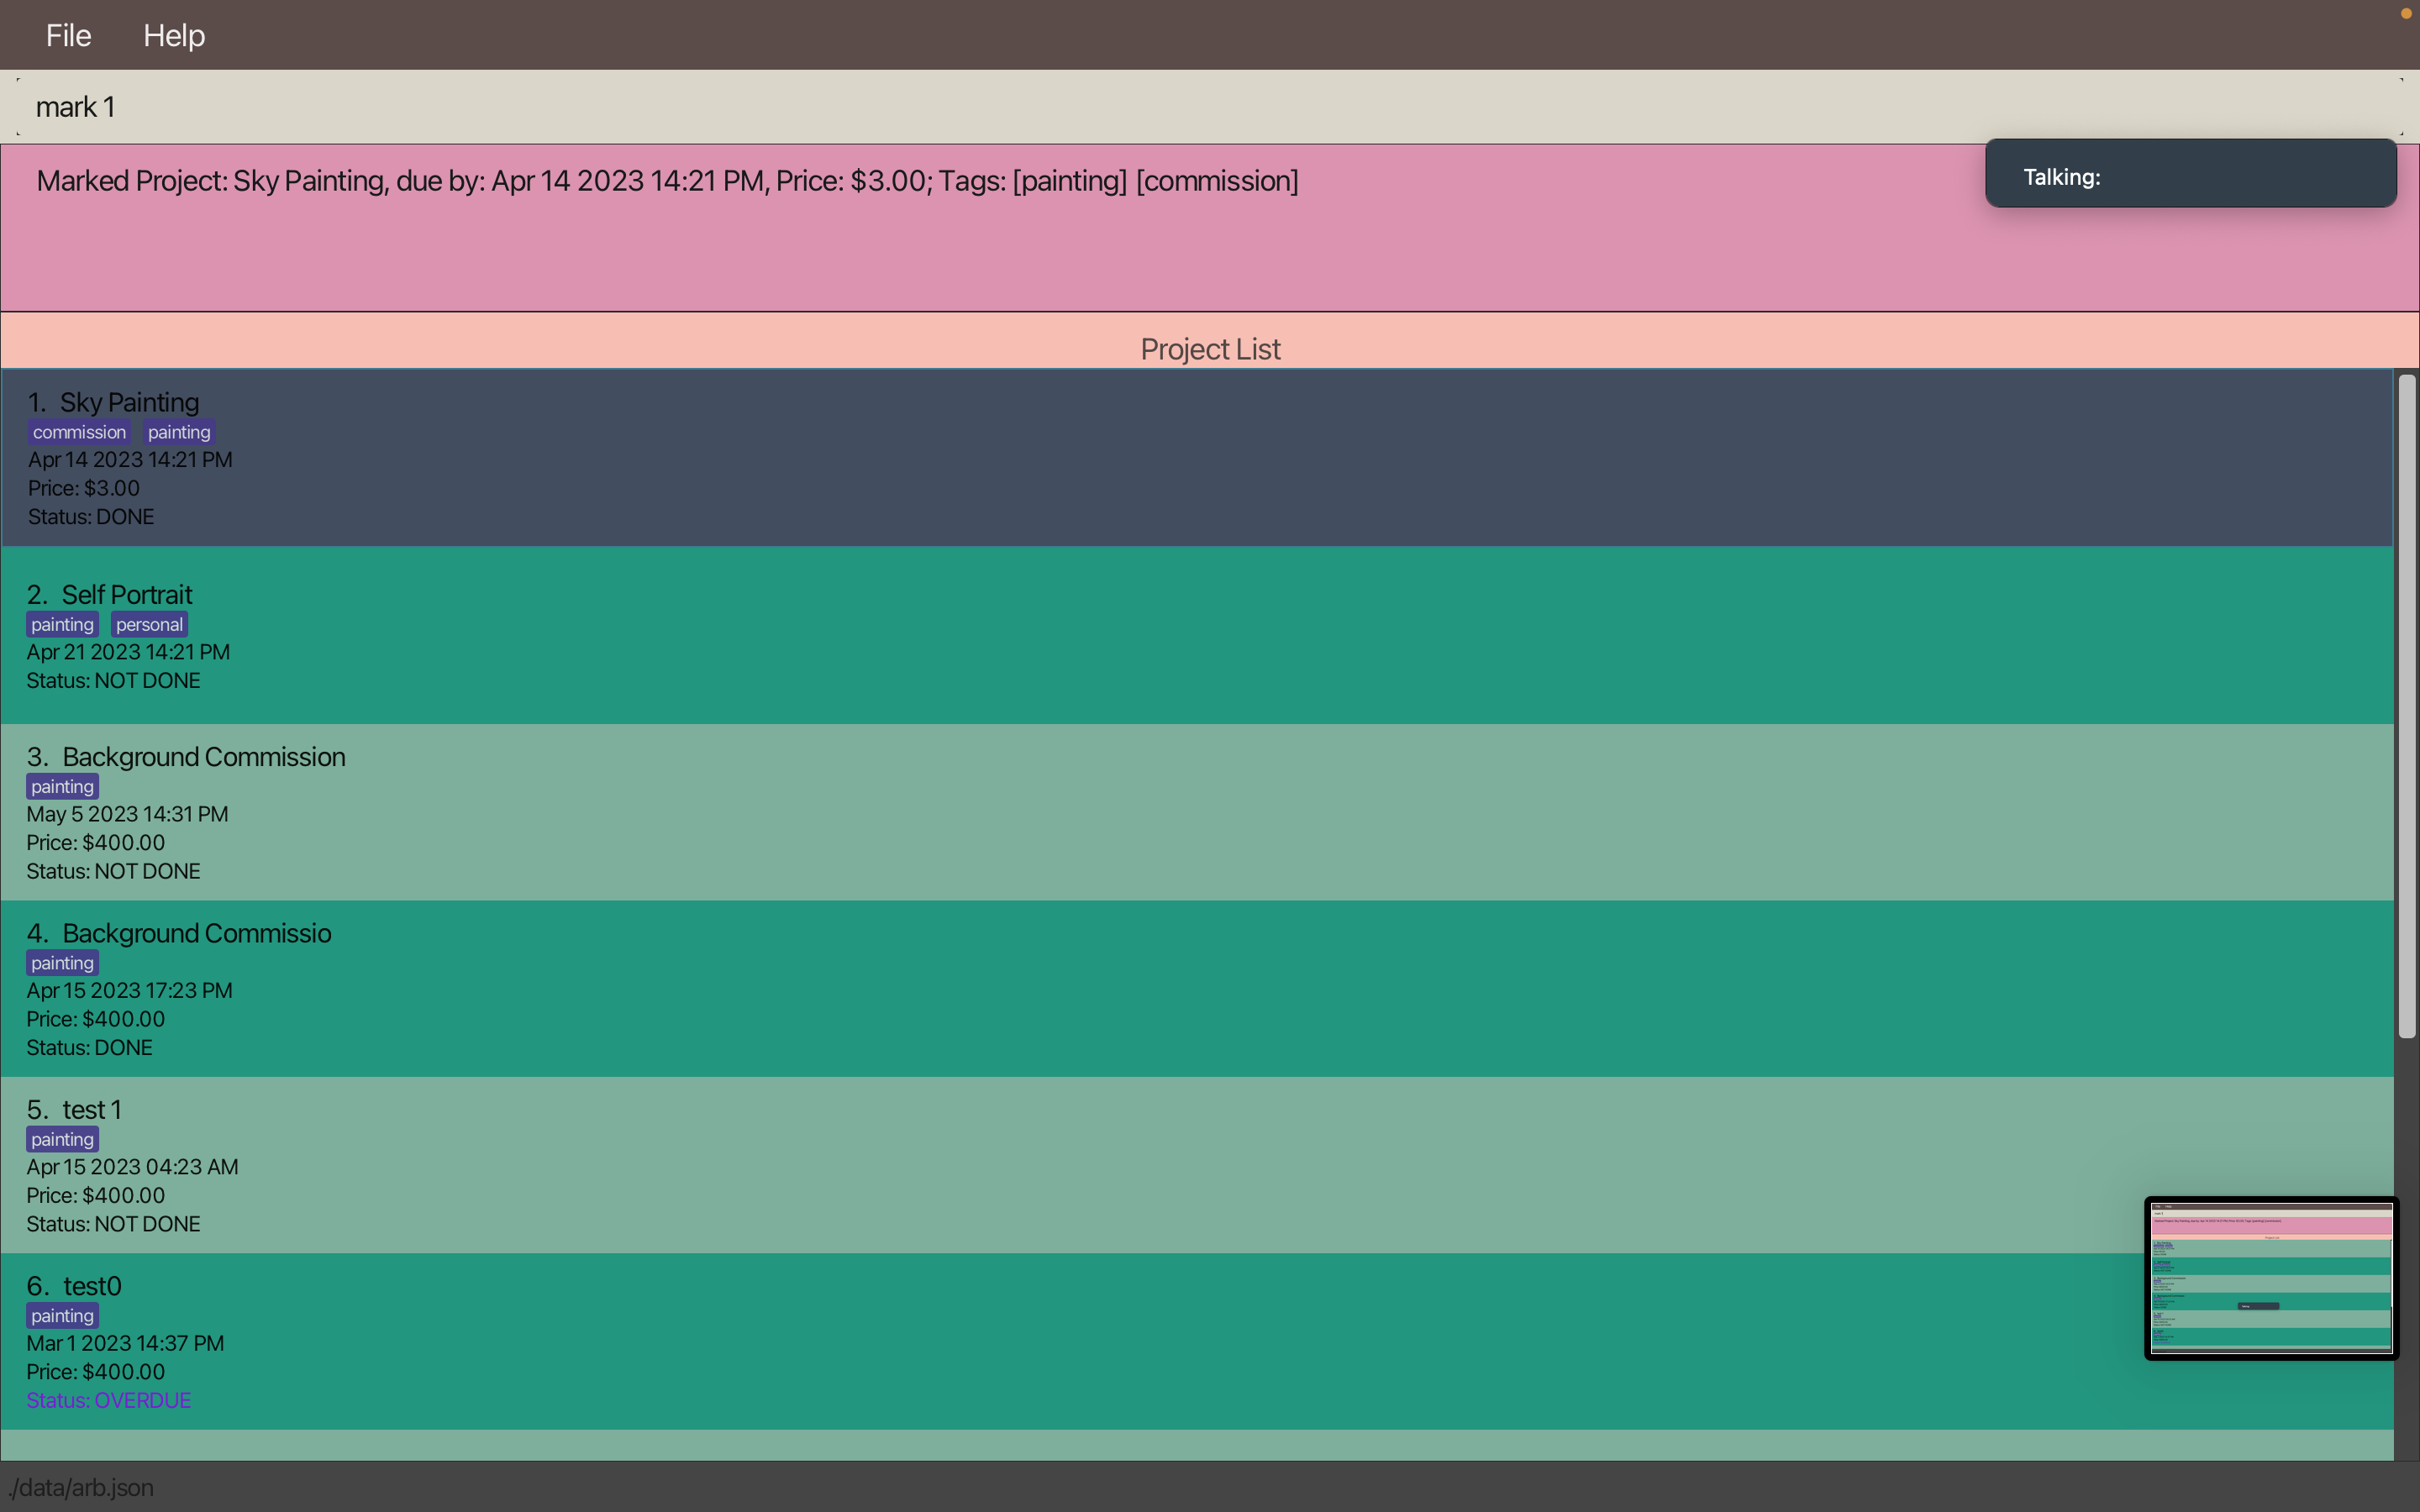 File Help
mark 1
Marked Project: Sky Painting, due by: Apr 14 2023 14:21 PM, Price: $3.00; Tags: [painting] [commission]
Talking:
Project List
1. Sky Painting
commission painting
Apr 14 2023 14:21 PM
Price: $3.00
Status: DONE
2. Self Portrait
painting personal
Apr 21 2023 14:21 PM
Status: NOT DONE
3. Background Commission
painting
May 5 2023 14:31 PM
Price: $400.00
Status: NOT DONE
4. Background Commissio
painting
Apr 15 2023 17:23 PM
Price: $400.00
Status: DONE
5. test 1
painting
Apr 15 2023 04:23 AM
Price: $400.00
Status: NOT DONE
6. test0
painting
Mar 1 2023 14:37 PM
Price: $400.00
Status: OVERDUE
./data/arb.json